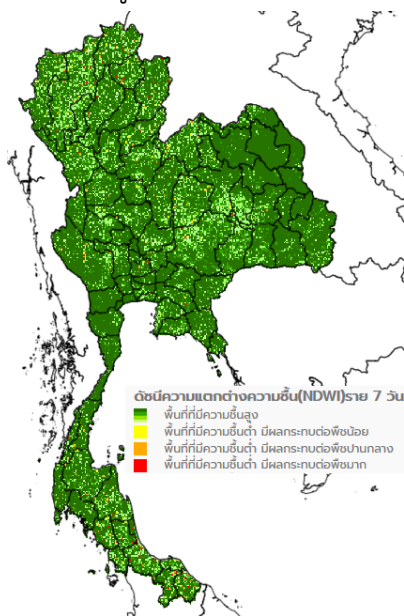 ดัชนีความแตกต่างความชื้น(NDWI)ราย 7 วัน
พื้นที่ที่มีความชื้นสูง
พื้นที่ที่มีความชื้นต่ำ มีผลกระทบต่อพืชน้อย
พื้นที่ที่มีความชื้นต่ำ มีผลกระทบต่อพืชปานกลาง
พื้นที่ที่มีความชื้นต่ำ มีผลกระทบต่อพืชมาก